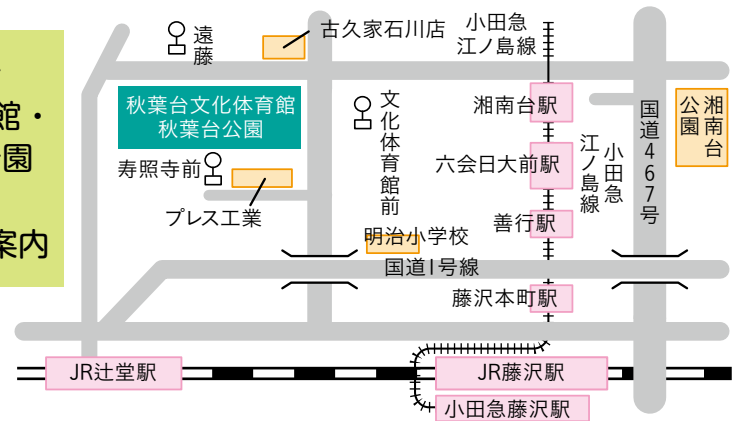 館・
園
案内
遠藤
古久家石川店
小田急
江ノ島線
秋葉台文化体育館
秋葉台公園
文化体育館前
湘南台駅
国道467号
湘南台
公園
寿照寺前
プレス工業
六会日大前駅
小田急
江ノ島線
善行駅
明治小学校
国道1号線
藤沢本町駅
JR辻堂駅
JR藤沢駅
小田急藤沢駅